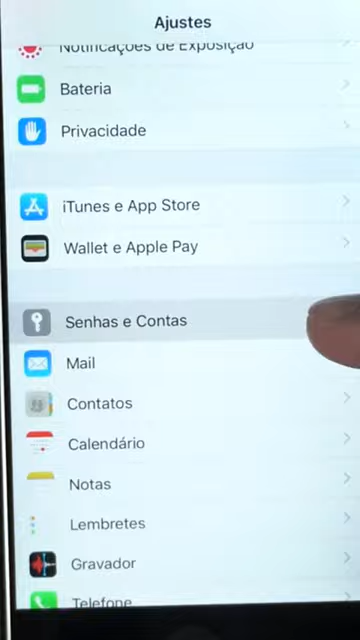 Ajustes
Notificações de Exposição
Bateria
Privacidade
iTunes e App Store
Wallet e Apple Pay
Senhas e Contas
Mail
Contatos
Calendário
Notas
Lembretes
Gravador
Telefone